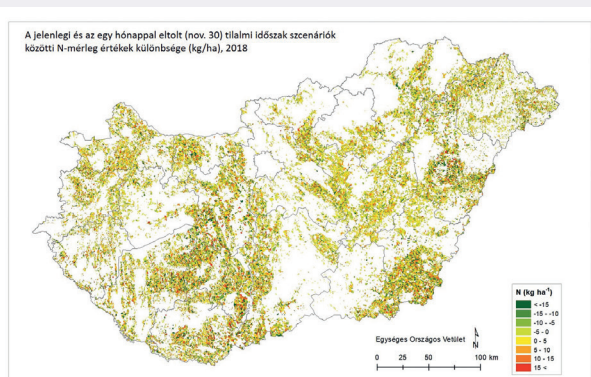 A jelenlegi és az egy hónappal eltolt (nov. 30) tilalmi időszak szcenáriók
közötti N-mérleg értékek különbsége (kg/ha), 2018
N (kg ha⁻¹)
< -15
-15 - -10
-10 - -5
-5 - 0
0 - 5
5 - 10
10 - 15
15 <
Egységes Országos Vetület
N
0 25 50 100 km